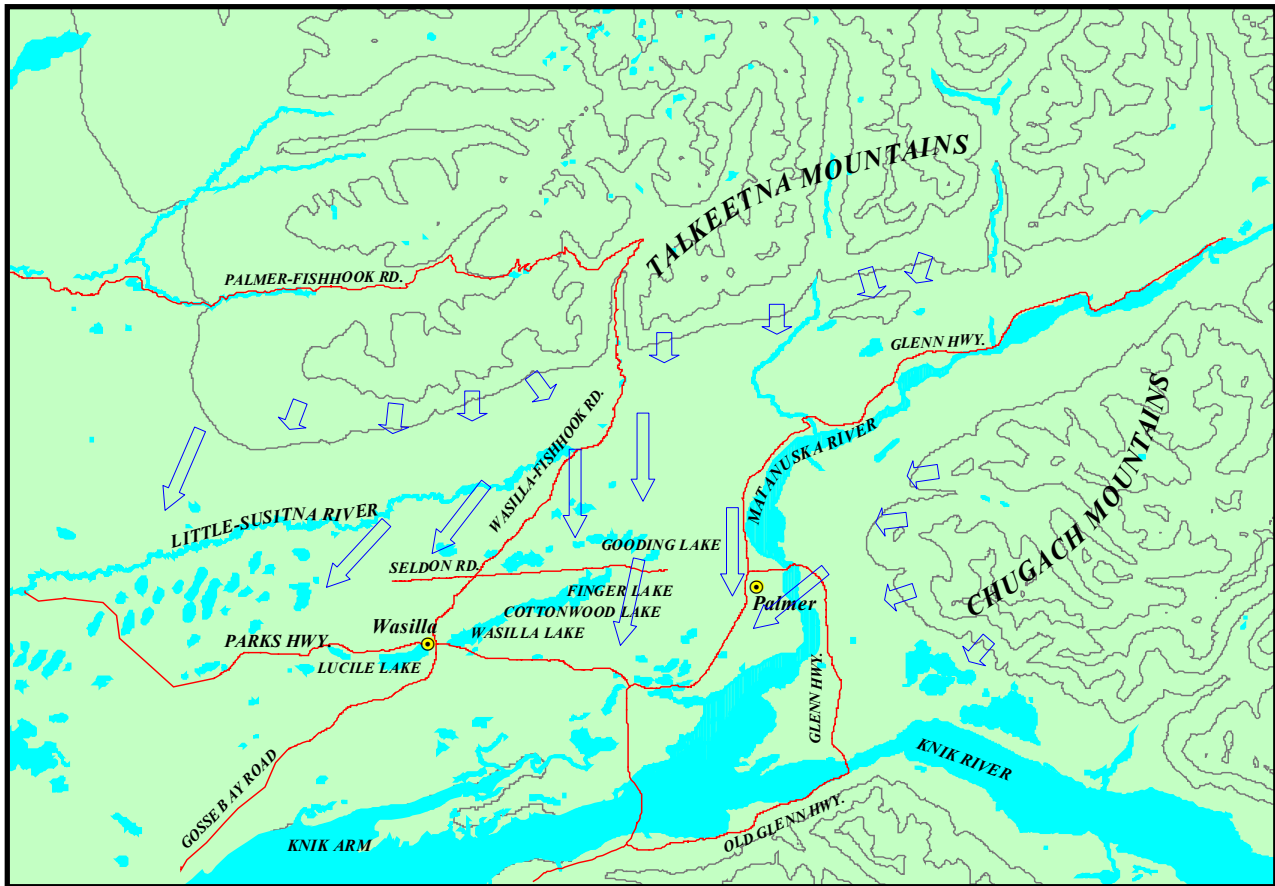 TALKEETNA MOUNTAINS
PALMER-FISHHOOK RD.
GLENN HWY.
CHUGACH MOUNTAINS
WASILLA-FISHHOOK RD.
MATANUSKA RIVER
LITTLE-SUSITNA RIVER
GOODING LAKE
SELDON RD.
FINGER LAKE
Palmer
COTTONWOOD LAKE
Wasilla
WASILLA LAKE
PARKS HWY.
LUCILE LAKE
GLENN HWY.
KNIK RIVER
GOSSE BAY ROAD
OLD GLENN HWY.
KNIK ARM